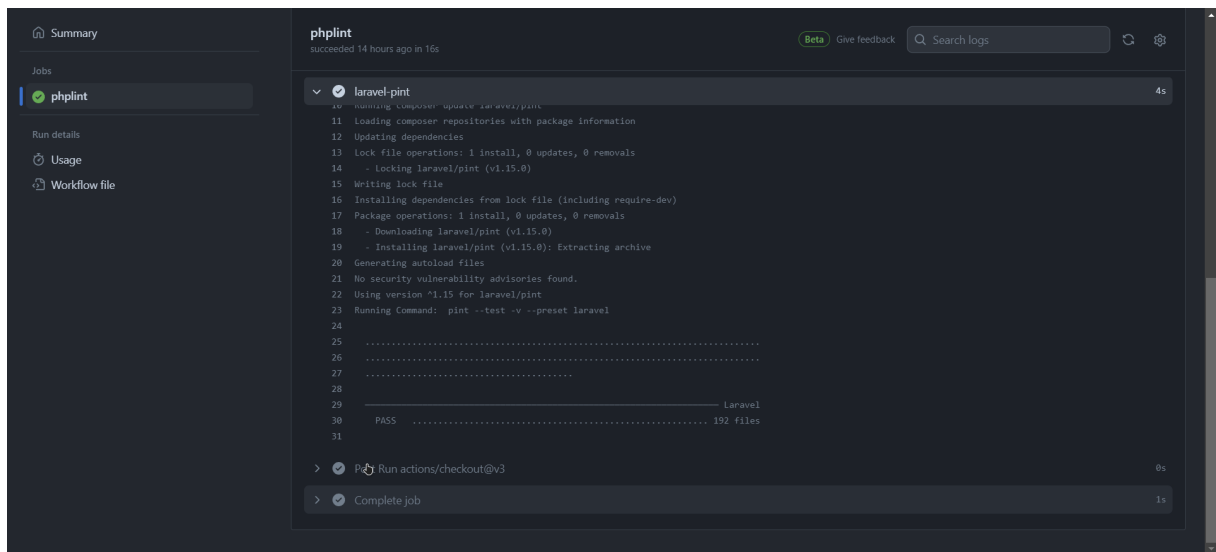 Summary
Jobs
phplint
Run details
Usage
Workflow file
phplint
succeeded 14 hours ago in 16s
Beta Give feedback
Search logs
laravel-pint 4s
10 Running composer update laravel/pint
11 Loading composer repositories with package information
12 Updating dependencies
13 Lock file operations: 1 install, 0 updates, 0 removals
14 - Locking laravel/pint (v1.15.0)
15 Writing lock file
16 Installing dependencies from lock file (including require-dev)
17 Package operations: 1 install, 0 updates, 0 removals
18 - Downloading laravel/pint (v1.15.0)
19 - Installing laravel/pint (v1.15.0): Extracting archive
20 Generating autoload files
21 No security vulnerability advisories found.
22 Using version ^1.15 for laravel/pint
23 Running Command: pint --test -v --preset laravel
24
25 ............................................................................
26 ............................................................................
27 ........................................
28
29 Laravel
30 PASS ......................................................... 192 files
31
Post Run actions/checkout@v3 0s
Complete job 1s